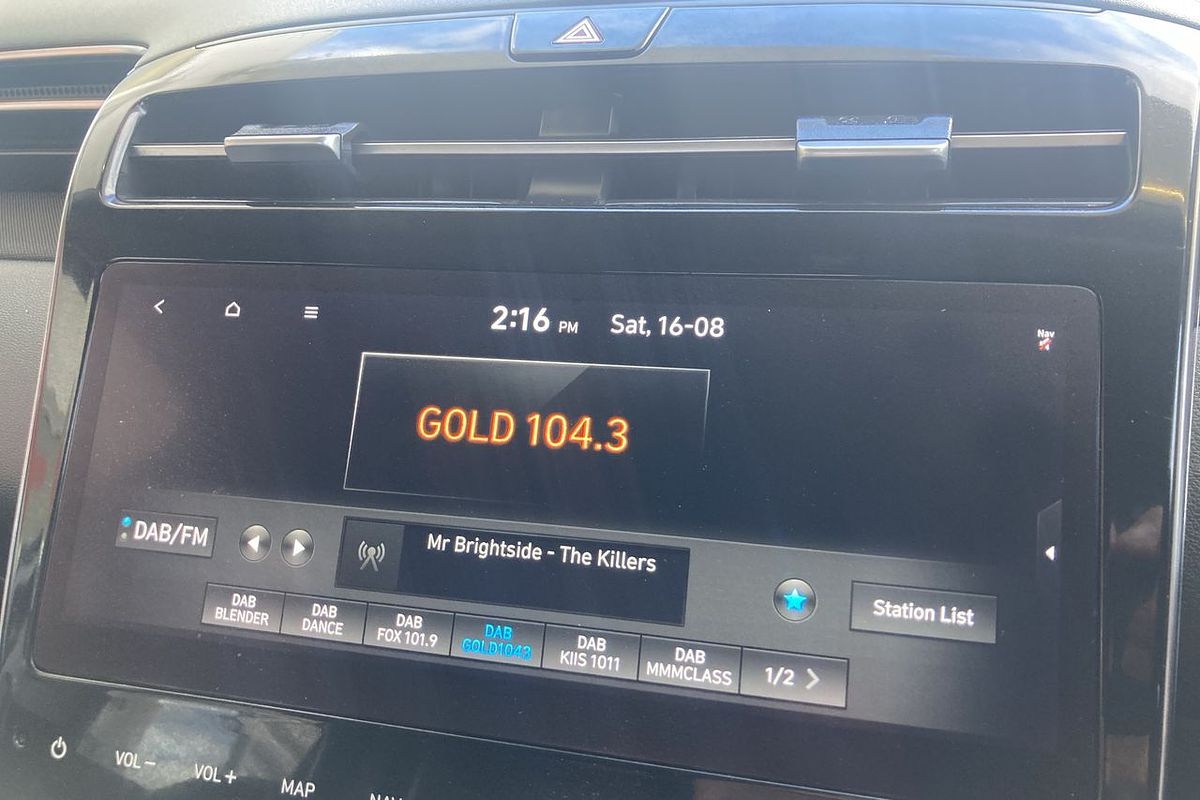 2:16 PM Sat, 16-08
Nav
GOLD 104.3
DAB/FM
Mr Brightside - The Killers
Station List
DAB
BLENDER
DAB
DANCE
DAB
FOX 101.9
DAB
GOLD1043
DAB
KIIS 1011
DAB
MMMCLASS
1/2
VOL -
VOL +
MAP